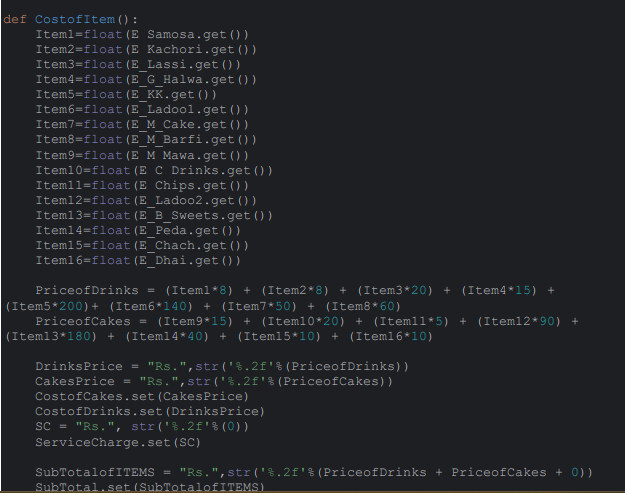 def CostofItem():
    Item1=float(E_Samosa.get())
    Item2=float(E_Kachori.get())
    Item3=float(E_Lassi.get())
    Item4=float(E_G_Halwa.get())
    Item5=float(E_KK.get())
    Item6=float(E_Ladoo1.get())
    Item7=float(E_M_Cake.get())
    Item8=float(E_M_Barfi.get())
    Item9=float(E_M_Mawa.get())
    Item10=float(E_C_Drinks.get())
    Item11=float(E_Chips.get())
    Item12=float(E_Ladoo2.get())
    Item13=float(E_B_Sweets.get())
    Item14=float(E_Peda.get())
    Item15=float(E_Chach.get())
    Item16=float(E_Dhai.get())
    PriceofDrinks = (Item1*8) + (Item2*8) + (Item3*20) + (Item4*15) +
(Item5*200)+ (Item6*140) + (Item7*50) + (Item8*60)
    PriceofCakes = (Item9*15) + (Item10*20) + (Item11*5) + (Item12*90) +
(Item13*180) + (Item14*40) + (Item15*10) + (Item16*10)
    DrinksPrice = "Rs.",str('%.2f'%(PriceofDrinks))
    CakesPrice = "Rs.",str('%.2f'%(PriceofCakes))
    CostofCakes.set(CakesPrice)
    CostofDrinks.set(DrinksPrice)
    SC = "Rs.", str('%.2f'%(0))
    ServiceCharge.set(SC)
    SubTotalofITEMS = "Rs.",str('%.2f'%(PriceofDrinks + PriceofCakes + 0))
    SubTotal.set(SubTotalofITEMS)